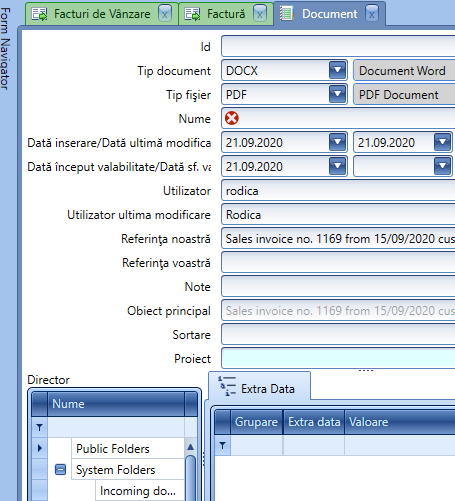 Form Navigator
Facturi de Vânzare x Factură x Document x
Id
Tip document DOCX Document Word
Tip fişier PDF PDF Document
Nume
Dată inserare/Dată ultimă modifica 21.09.2020 21.09.2020
Dată început valabilitate/Dată sf. va 21.09.2020
Utilizator rodica
Utilizator ultima modificare Rodica
Referinţa noastră Sales invoice no. 1169 from 15/09/2020 cus
Referinţa voastră
Note
Obiect principal Sales invoice no. 1169 from 15/09/2020 cus
Sortare
Proiect
Director
Extra Data
Nume
Grupare Extra data Valoare
Public Folders
System Folders
Incoming do...